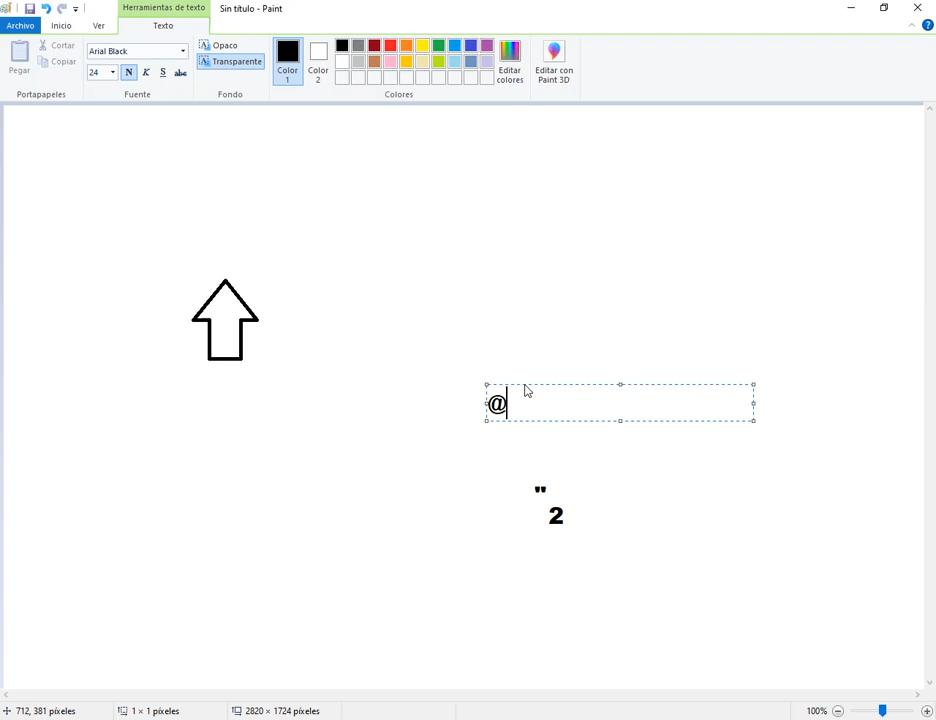 Herramientas de texto
Sin título - Paint
Archivo
Inicio
Ver
Texto
Pegar
Cortar
Copiar
Portapapeles
Arial Black
24
N K S abc
Fuente
Opaco
Transparente
Fondo
Color 1
Color 2
Colores
Editar colores
Editar con Paint 3D
@
"
2
712, 381 píxeles
1 × 1 píxeles
2820 × 1724 píxeles
100%